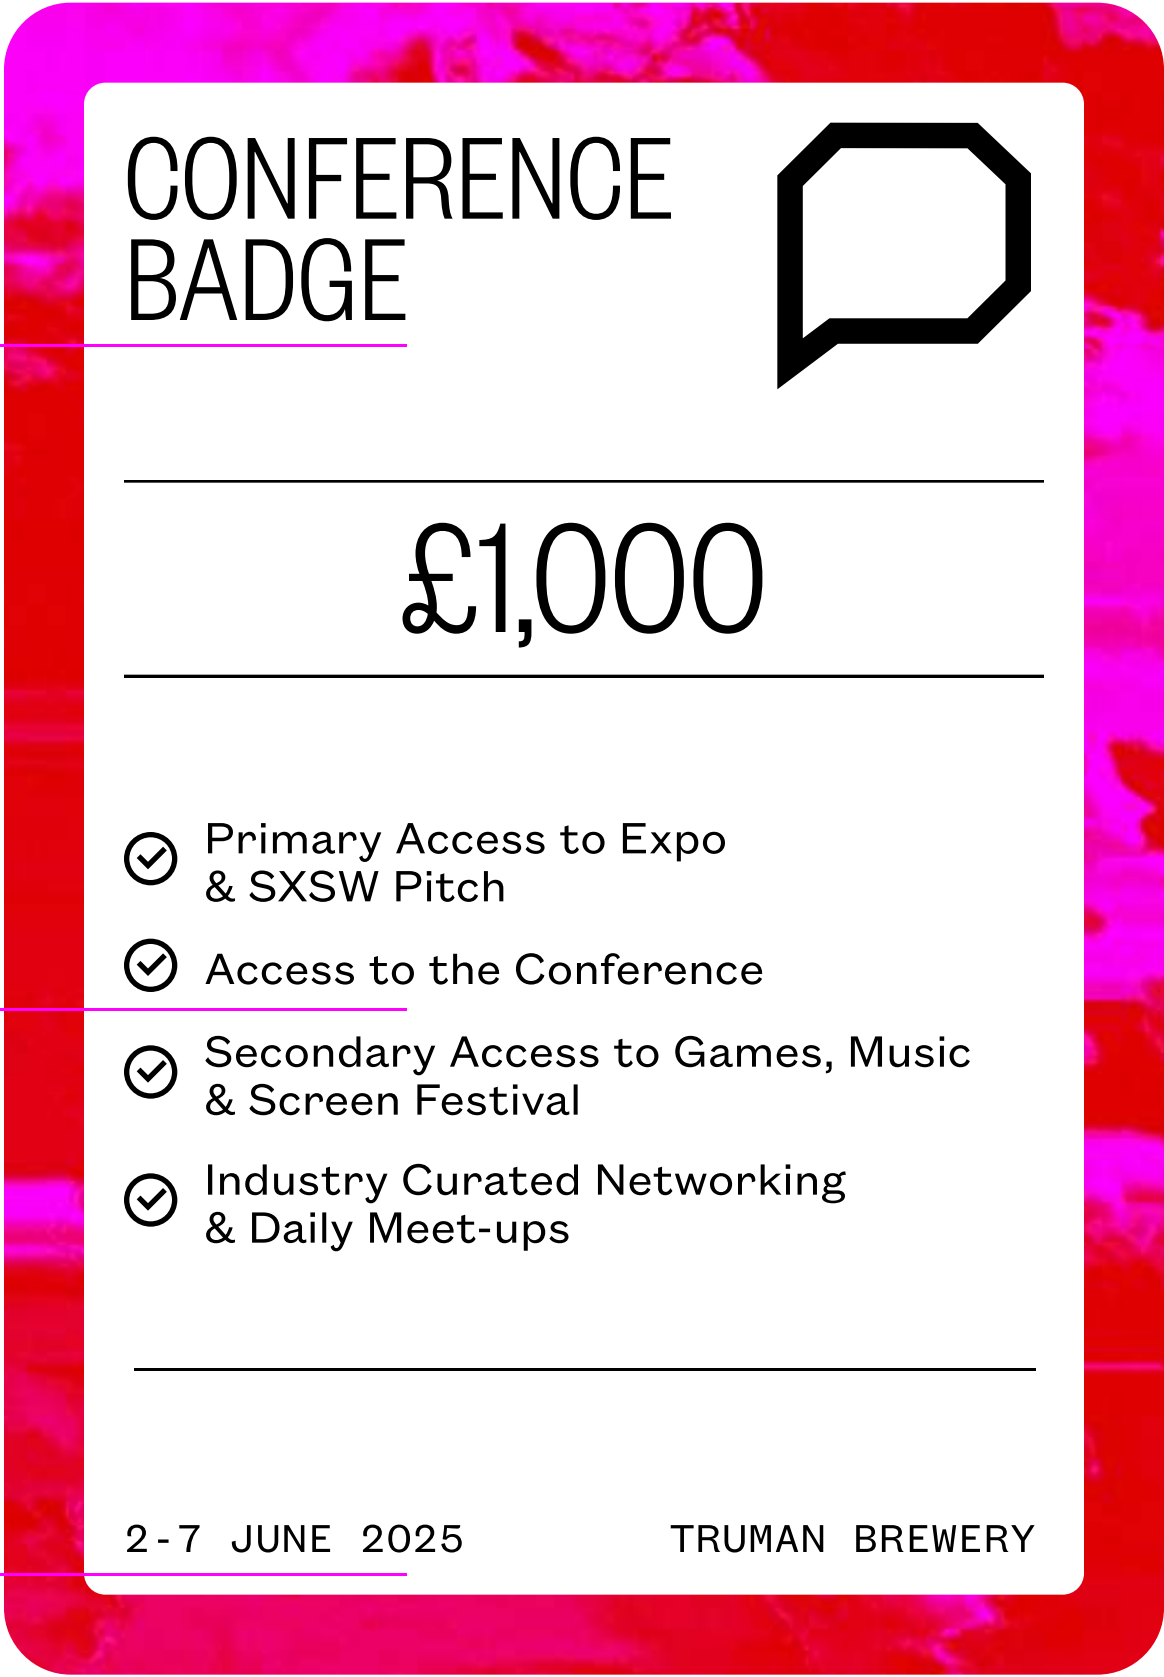 CONFERENCE
BADGE
£1,000
Primary Access to Expo
& SXSW Pitch
Access to the Conference
Secondary Access to Games, Music
& Screen Festival
Industry Curated Networking
& Daily Meet-ups
2-7 JUNE 2025
TRUMAN BREWERY